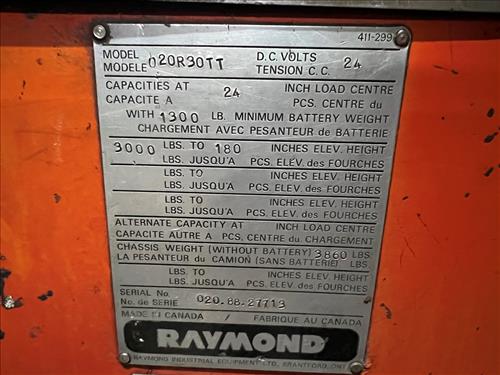 411-299
MODEL 020R30TT D.C. VOLTS 24
MODELE TENSION C.C.
CAPACITIES AT 24 INCH LOAD CENTRE
CAPACITE A PCS. CENTRE du
WITH 1300 LB. MINIMUM BATTERY WEIGHT
CHARGEMENT AVEC PESANTEUR de BATTERIE
3000 LBS. TO 180 INCHES ELEV. HEIGHT
LBS. JUSQU'A PCS. ELEV. des FOURCHES
LBS. TO INCHES ELEV. HEIGHT
LBS. JUSQU'A PCS. ELEV. des FOURCHES
LBS. TO INCHES ELEV. HEIGHT
LBS. JUSQU'A PCS. ELEV. des FOURCHES
ALTERNATE CAPACITY AT INCH LOAD CENTRE
CAPACITE AUTRE A PCS. CENTRE du CHARGEMENT
CHASSIS WEIGHT (WITHOUT BATTERY) 3860 LBS.
LA PESANTEUR du CAMION (SANS BATTERIE) LBS.
LBS. TO INCHES ELEV. HEIGHT
LBS. JUSQU'A PCS. ELEV. des FOURCHES
SERIAL No. 020.88.27713
No. de SERIE
MADE IN CANADA / FABRIQUE AU CANADA
RAYMOND
RAYMOND INDUSTRIAL EQUIPMENT LTD., BRANTFORD, ONT.